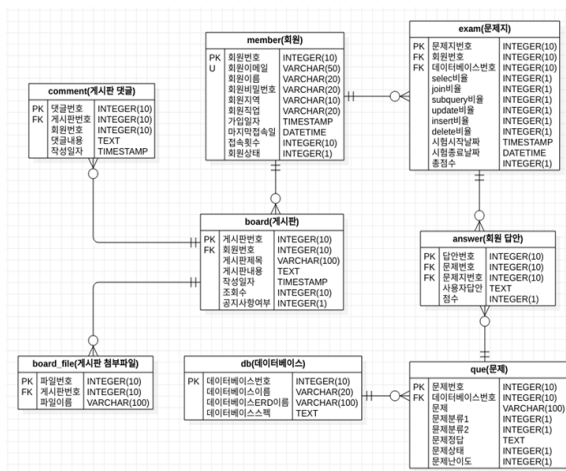 member(회원)
PK 회원번호 INTEGER(10)
U 회원이메일 VARCHAR(50)
회원이름 VARCHAR(20)
회원비밀번호 VARCHAR(20)
회원지역 VARCHAR(10)
회원직업 VARCHAR(20)
가입일자 TIMESTAMP
마지막접속일 DATETIME
접속횟수 INTEGER(10)
회원상태 INTEGER(1)
exam(문제지)
PK 문제지번호 INTEGER(10)
FK 회원번호 INTEGER(10)
FK 데이터베이스번호 INTEGER(10)
selec비율 INTEGER(1)
join비율 INTEGER(1)
subquery비율 INTEGER(1)
update비율 INTEGER(1)
insert비율 INTEGER(1)
delete비율 INTEGER(1)
시험시작날짜 TIMESTAMP
시험종료날짜 DATETIME
총점수 INTEGER(1)
comment(게시판 댓글)
PK 댓글번호 INTEGER(10)
FK 게시판번호 INTEGER(10)
회원번호 INTEGER(10)
댓글내용 TEXT
작성일자 TIMESTAMP
board(게시판)
PK 게시판번호 INTEGER(10)
FK 회원번호 INTEGER(10)
게시판제목 VARCHAR(100)
게시판내용 TEXT
작성일자 TIMESTAMP
조회수 INTEGER(10)
공지사항여부 INTEGER(1)
answer(회원 답안)
PK 답안번호 INTEGER(10)
FK 문제번호 INTEGER(10)
FK 문제지번호 INTEGER(10)
사용자답안 TEXT
점수 INTEGER(1)
board_file(게시판 첨부파일)
PK 파일번호 INTEGER(10)
FK 게시판번호 INTEGER(10)
파일이름 VARCHAR(100)
db(데이터베이스)
PK 데이터베이스번호 INTEGER(10)
데이터베이스이름 VARCHAR(20)
데이터베이스ERD이름 VARCHAR(100)
데이터베이스스펙 TEXT
que(문제)
PK 문제번호 INTEGER(10)
FK 데이터베이스번호 INTEGER(10)
문제 VARCHAR(100)
문제분류1 INTEGER(1)
문제분류2 INTEGER(1)
문제정답 TEXT
문제상태 INTEGER(1)
문제난이도 INTEGER(1)